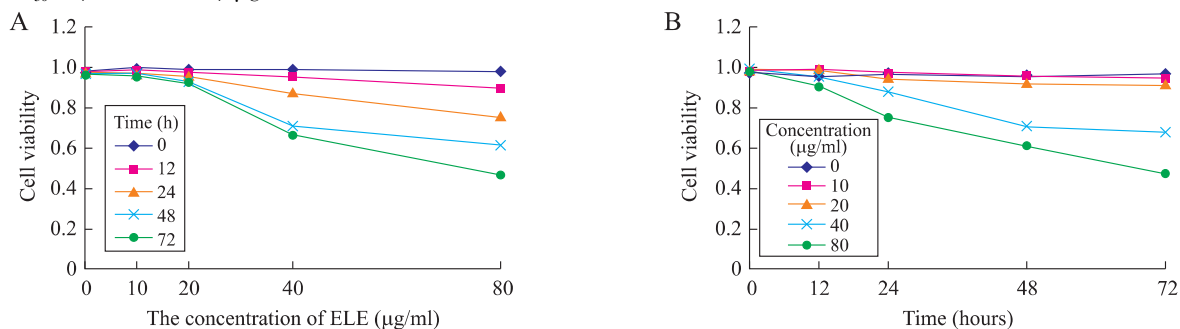 A
1.2
1.0
0.8
0.6
0.4
0.2
0
Cell viability
Time (h)
0
12
24
48
72
0 10 20 40 80
The concentration of ELE (μg/ml)
B
1.2
1.0
0.8
0.6
0.4
0.2
0
Cell viability
Concentration
(μg/ml)
0
10
20
40
80
0 12 24 48 72
Time (hours)